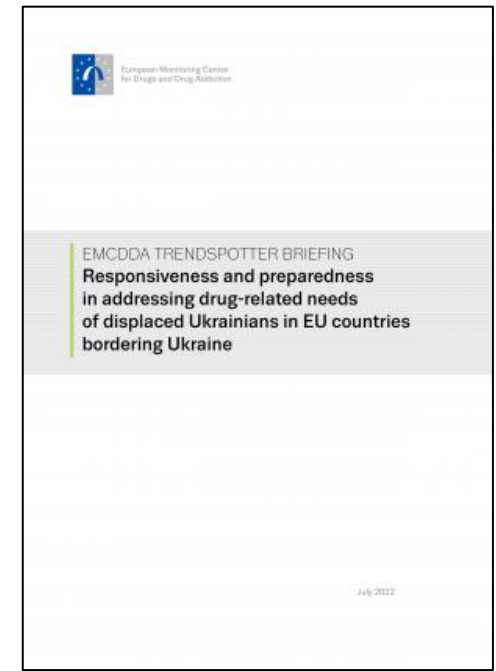 European Monitoring Centre
for Drugs and Drug Addiction
EMCDDA TRENDSPOTTER BRIEFING
Responsiveness and preparedness
in addressing drug-related needs
of displaced Ukrainians in EU countries
bordering Ukraine
July 2022